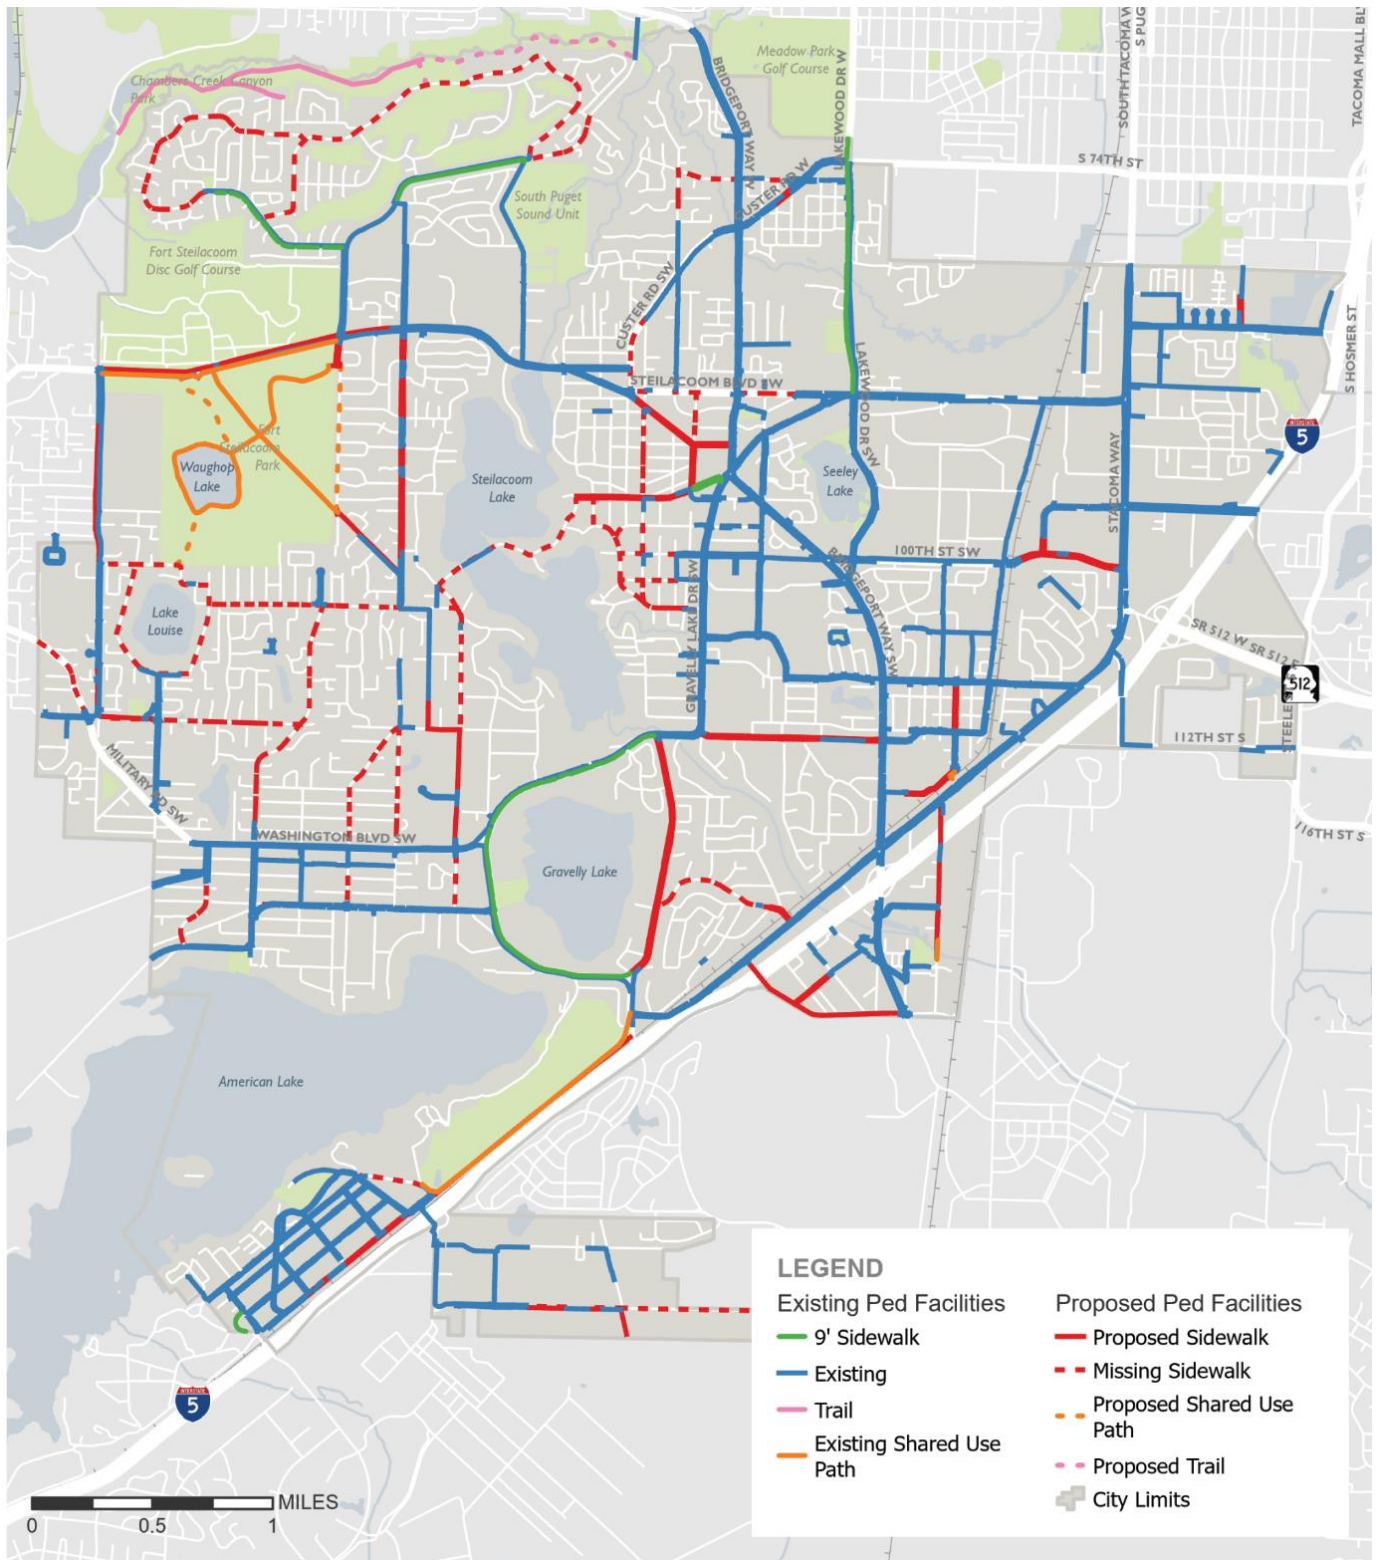 SOUTH TACOMA W
S PUG
TACOMA MALL BL
Meadow Park
Golf Course
BRIDGEPORT WAY W
LAKEWOOD DR W
Chambers Creek Canyon
Park
S 74TH ST
CUSTER RD W
South Puget
Sound Unit
Fort Steilacoom
Disc Golf Course
CUSTER RD SW
S HOSMER ST
STEILACOOM BLVD SW
LAKEWOOD DR SW
INTERSTATE
5
Fort
Steilacoom
Park
Waughop
Lake
Steilacoom
Lake
Seeley
Lake
S TACOMA WAY
100TH ST SW
BRIDGEPORT WAY SW
GRAVELLY LAKE DR SW
Lake
Louise
SR 512 W SR 512 E
512
STEELE
112TH ST S
MILITARY RD SW
WASHINGTON BLVD SW
116TH ST S
Gravelly Lake
American Lake
INTERSTATE
5
LEGEND
Existing Ped Facilities
9' Sidewalk
Existing
Trail
Existing Shared Use
Path
Proposed Ped Facilities
Proposed Sidewalk
Missing Sidewalk
Proposed Shared Use
Path
Proposed Trail
City Limits
MILES
0 0.5 1